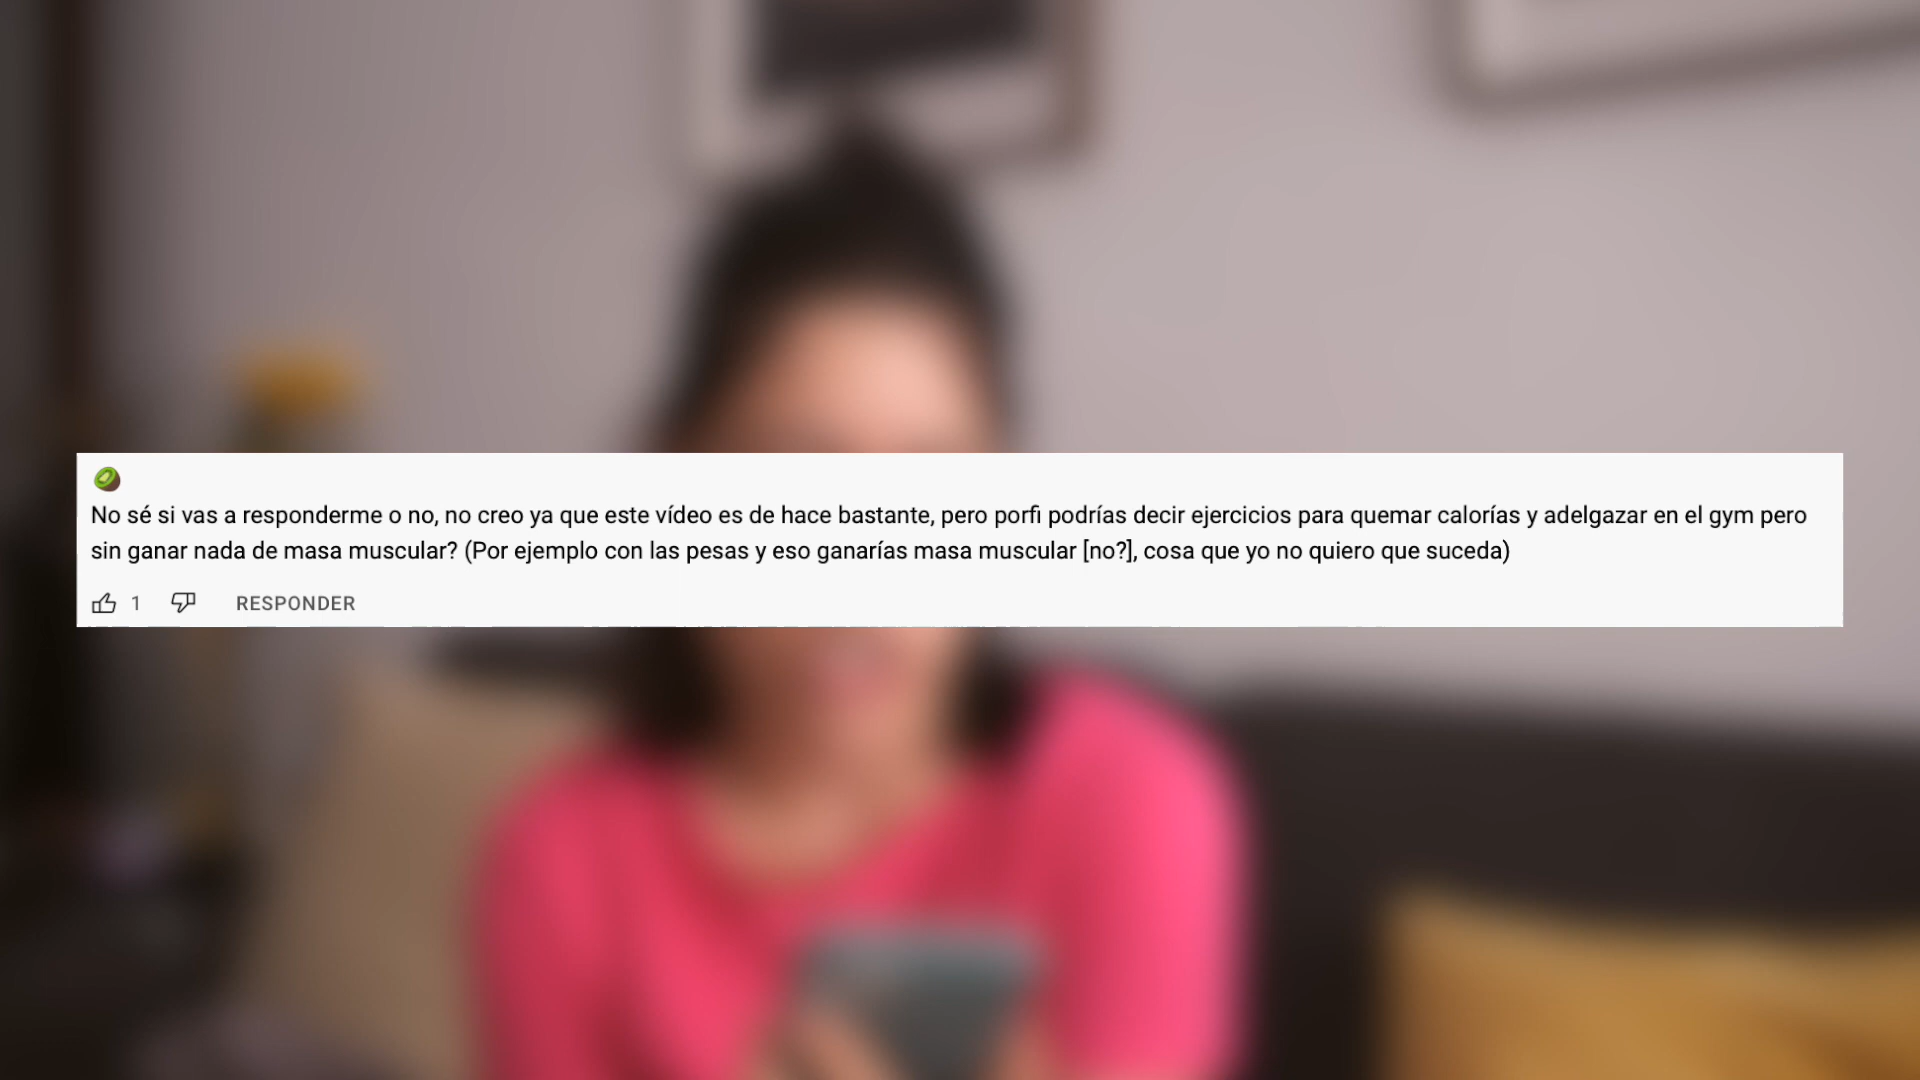 No sé si vas a responderme o no, no creo ya que este vídeo es de hace bastante, pero porfi podrías decir ejercicios para quemar calorías y adelgazar en el gym pero
sin ganar nada de masa muscular? (Por ejemplo con las pesas y eso ganarías masa muscular [no?], cosa que yo no quiero que suceda)
1 RESPONDER